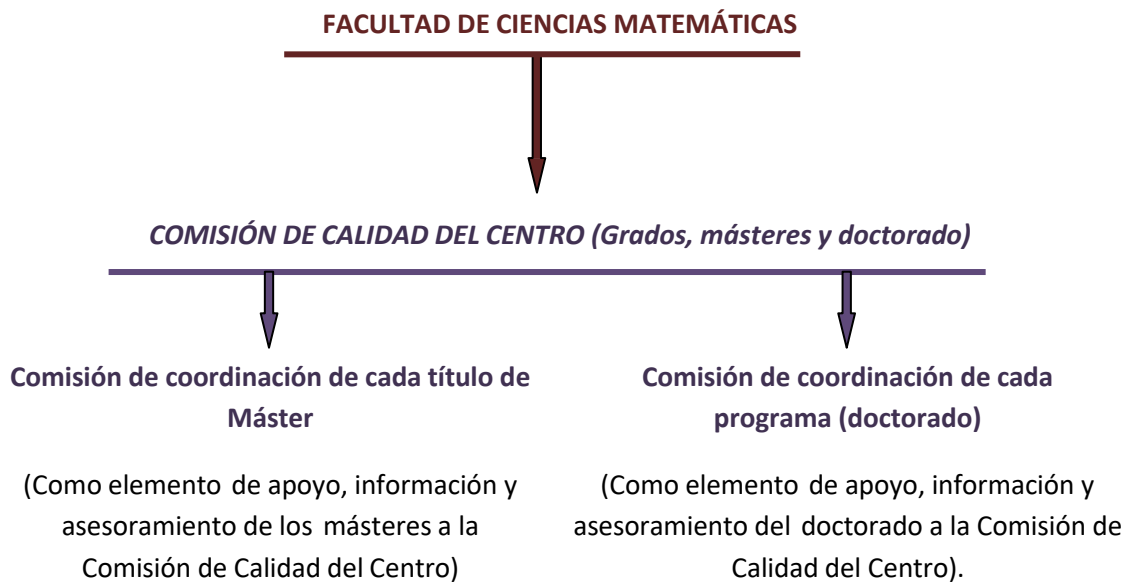 FACULTAD DE CIENCIAS MATEMÁTICAS
COMISIÓN DE CALIDAD DEL CENTRO (Grados, másteres y doctorado)
Comisión de coordinación de cada título de
Máster
(Como elemento de apoyo, información y
asesoramiento de los másteres a la
Comisión de Calidad del Centro)
Comisión de coordinación de cada
programa (doctorado)
(Como elemento de apoyo, información y
asesoramiento del doctorado a la Comisión de
Calidad del Centro).